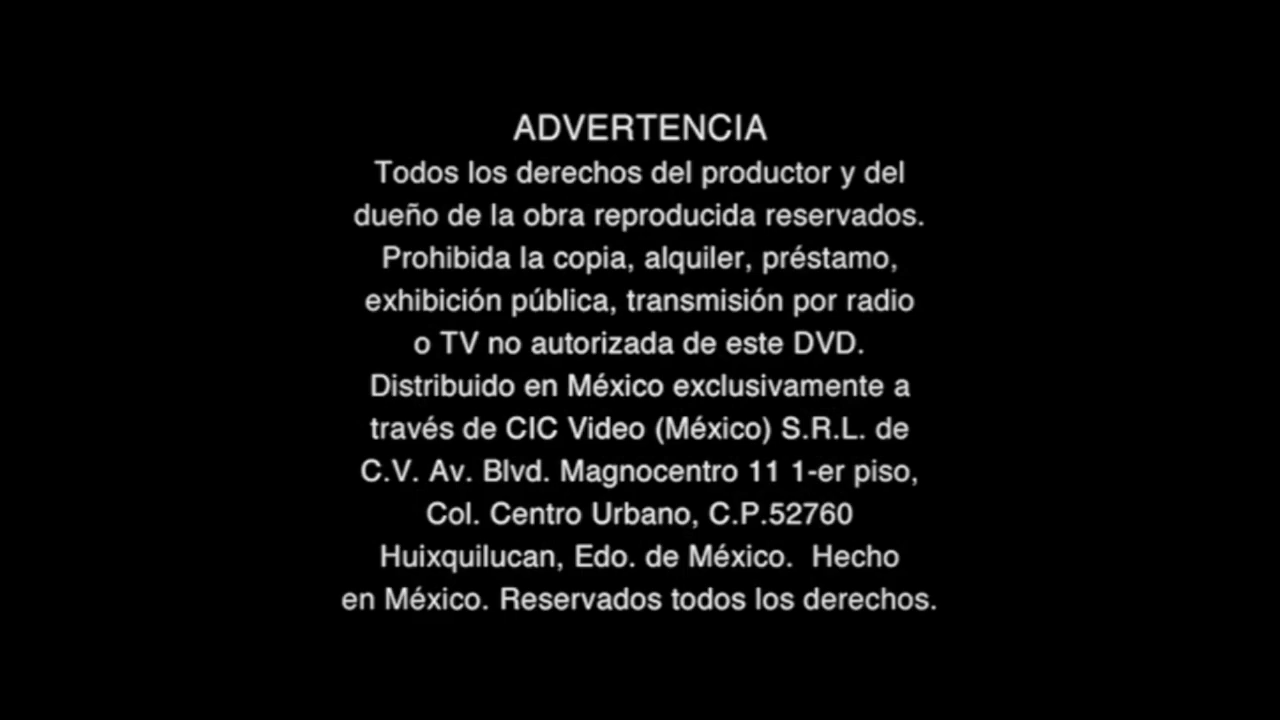 ADVERTENCIA
Todos los derechos del productor y del
dueño de la obra reproducida reservados.
Prohibida la copia, alquiler, préstamo,
exhibición pública, transmisión por radio
o TV no autorizada de este DVD.
Distribuido en México exclusivamente a
través de CIC Video (México) S.R.L. de
C.V. Av. Blvd. Magnocentro 11 1-er piso,
Col. Centro Urbano, C.P.52760
Huixquilucan, Edo. de México.  Hecho
en México. Reservados todos los derechos.